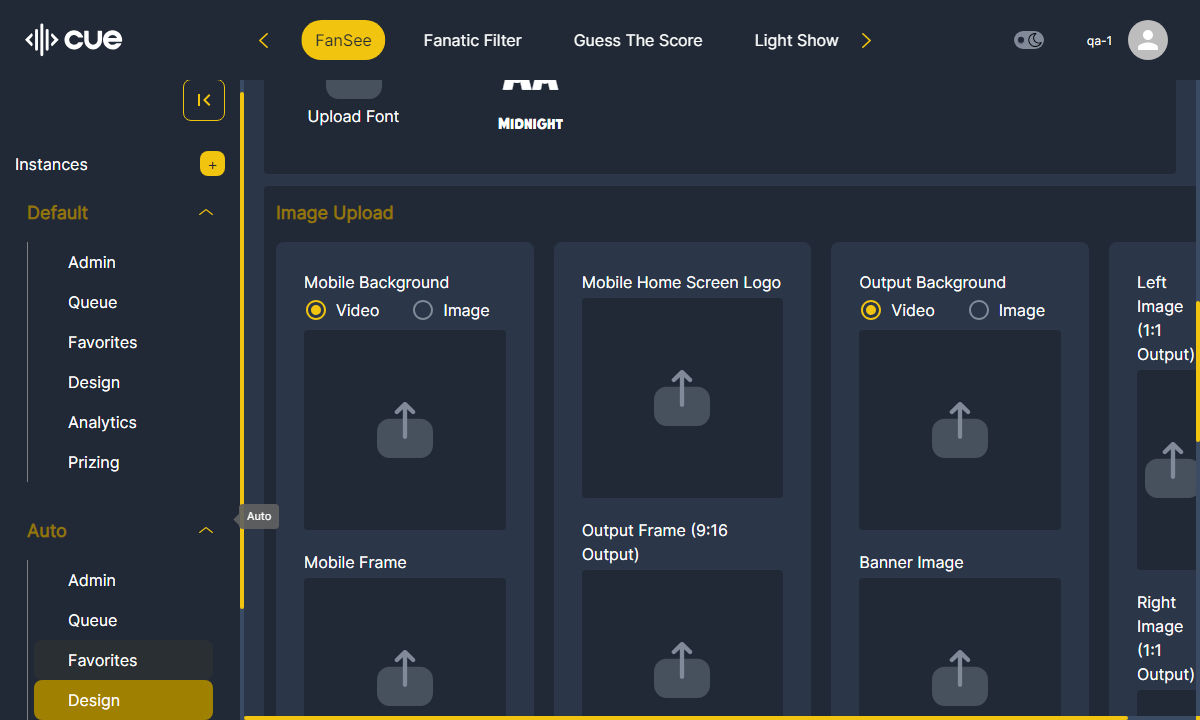 cue
FanSee
Fanatic Filter
Guess The Score
Light Show
qa-1
Instances
+
Default
Admin
Queue
Favorites
Design
Analytics
Prizing
Auto
Admin
Queue
Favorites
Design
Auto
Upload Font
AA
MIDNIGHT
Image Upload
Mobile Background
Video
Image
Mobile Frame
Mobile Home Screen Logo
Output Frame (9:16
Output)
Output Background
Video
Image
Banner Image
Left
Image
(1:1
Output)
Right
Image
(1:1
Output)